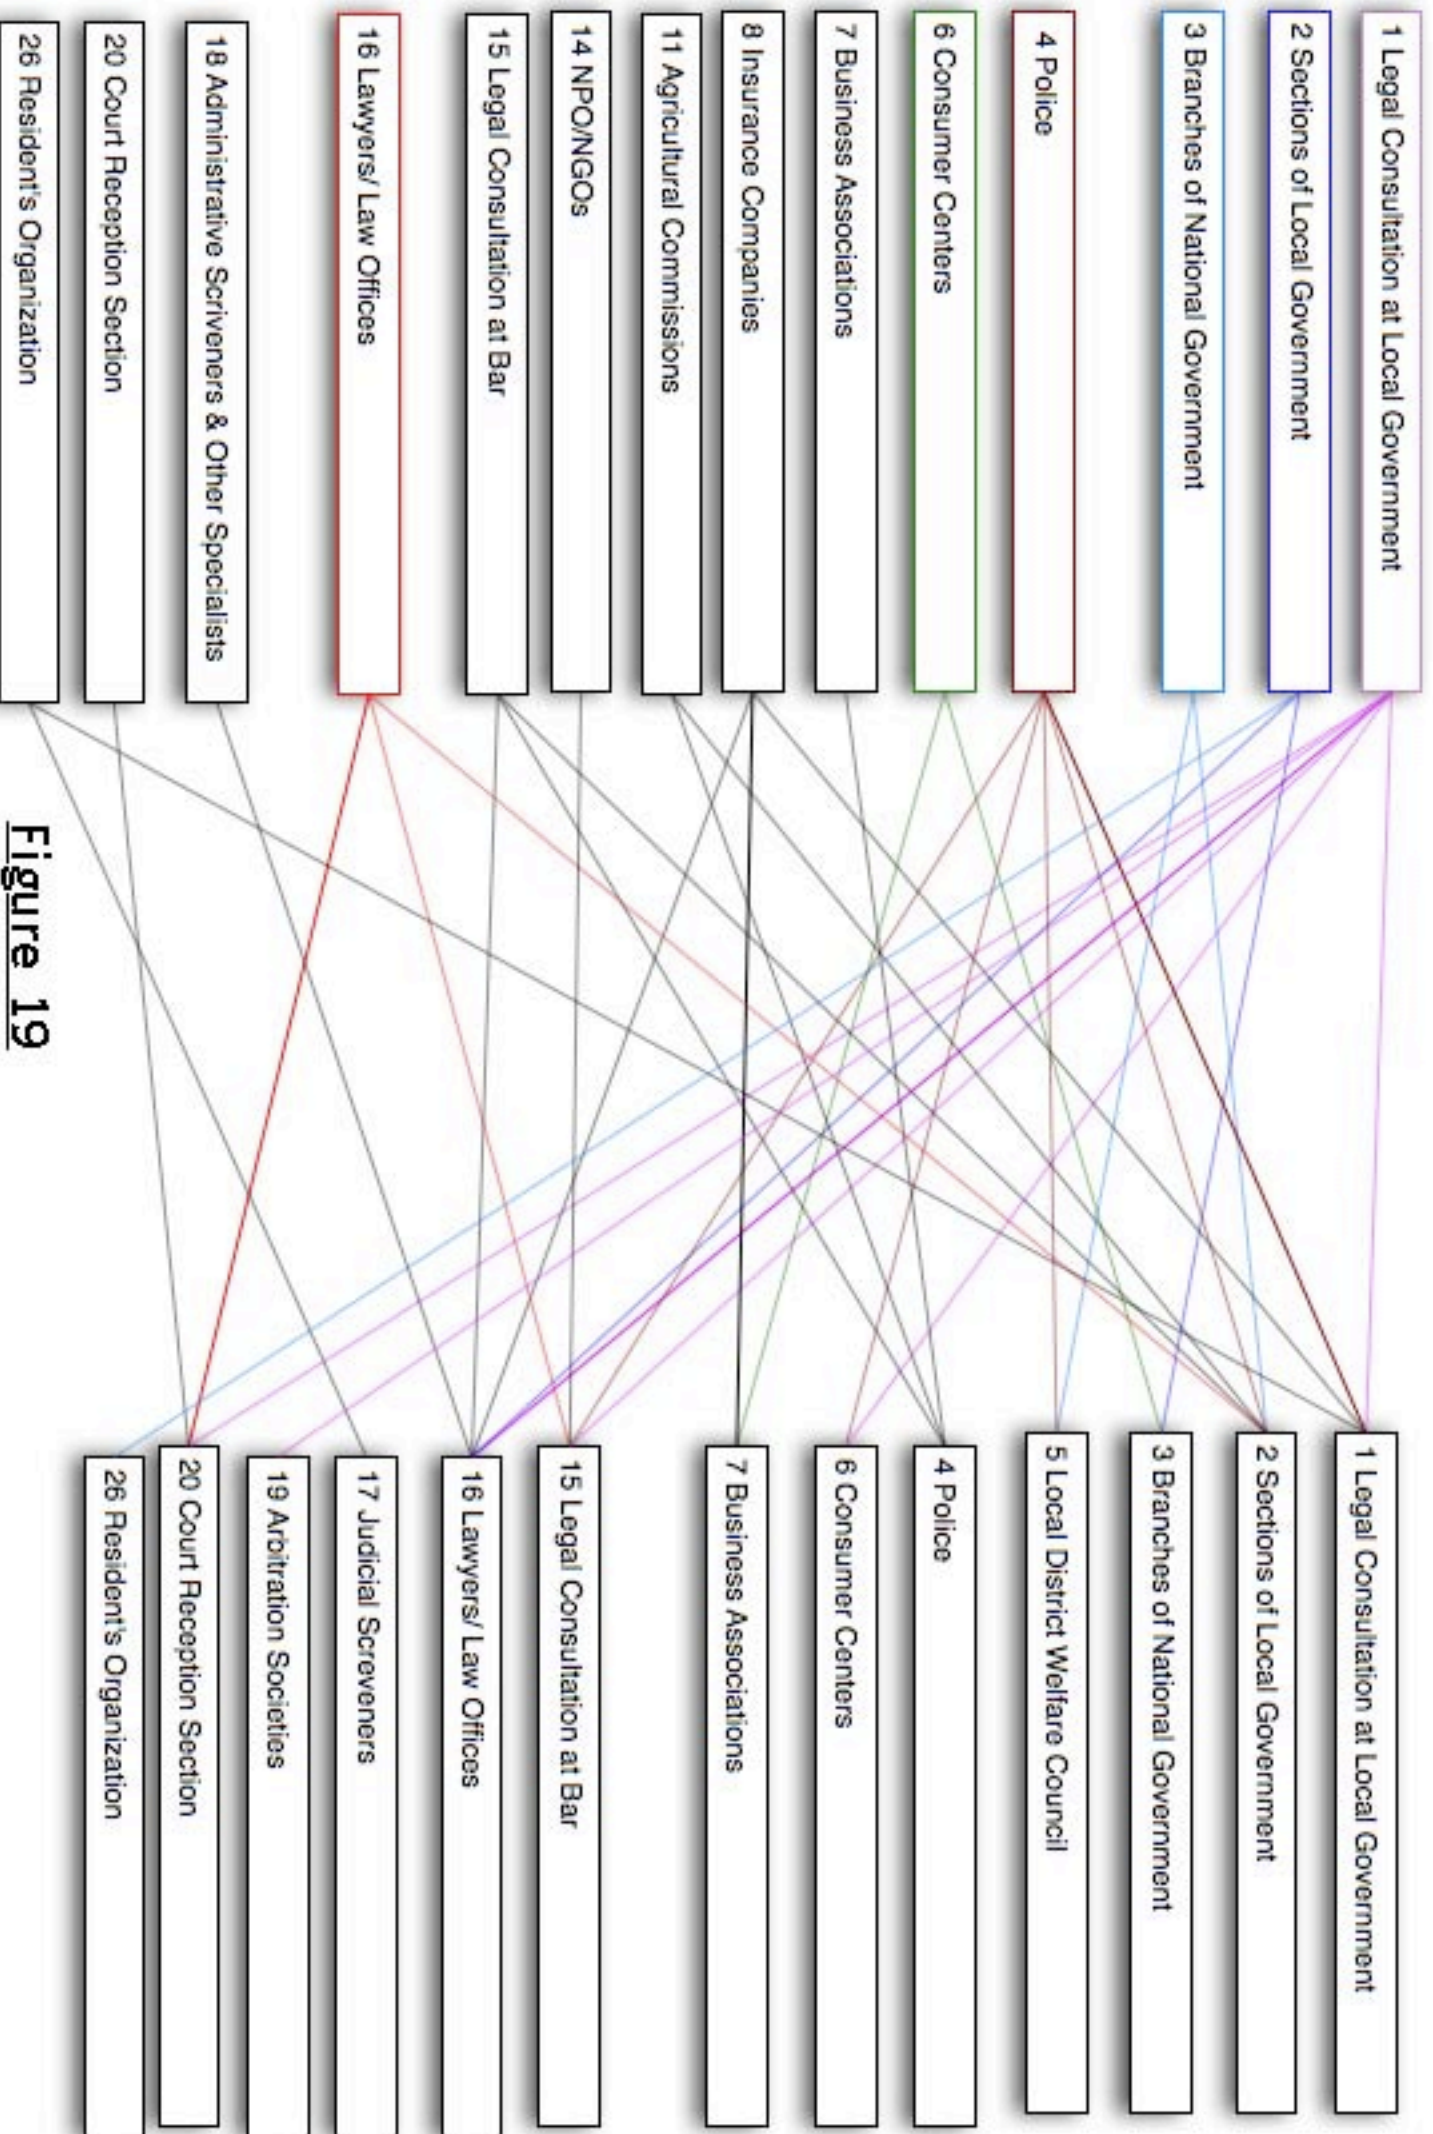 1 Legal Consultation at Local Government
2 Sections of Local Government
3 Branches of National Government
4 Police
6 Consumer Centers
7 Business Associations
8 Insurance Companies
11 Agricultural Commissions
14 NPO/NGOs
15 Legal Consultation at Bar
16 Lawyers/ Law Offices
18 Administrative Scriveners & Other Specialists
20 Court Reception Section
26 Resident's Organization
1 Legal Consultation at Local Government
2 Sections of Local Government
3 Branches of National Government
5 Local District Welfare Council
4 Police
6 Consumer Centers
7 Business Associations
15 Legal Consultation at Bar
16 Lawyers/ Law Offices
17 Judicial Screveners
19 Arbitration Societies
20 Court Reception Section
26 Resident's Organization
Figure 19